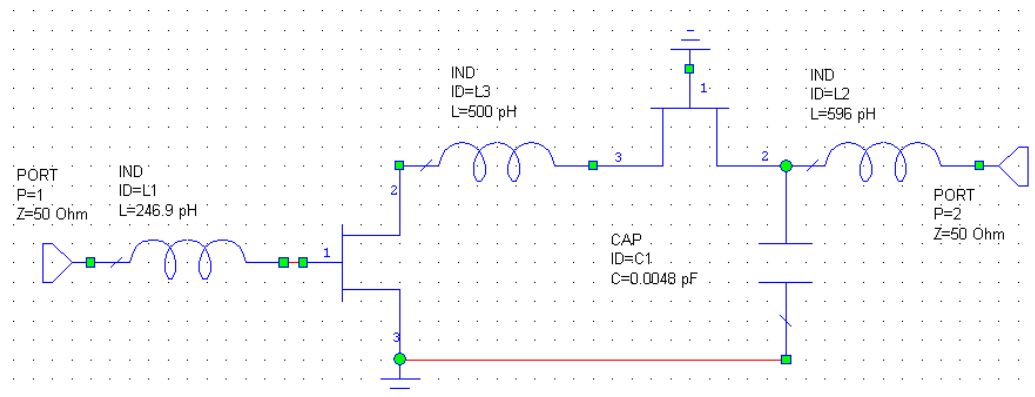 IND
ID=L3
L=500 pH
1
IND
ID=L2
L=596 pH
3
2
PORT
P=1
Z=50 Ohm
IND
ID=L1
L=246.9 pH
2
PORT
P=2
Z=50 Ohm
1
CAP
ID=C1
C=0.0048 pF
3